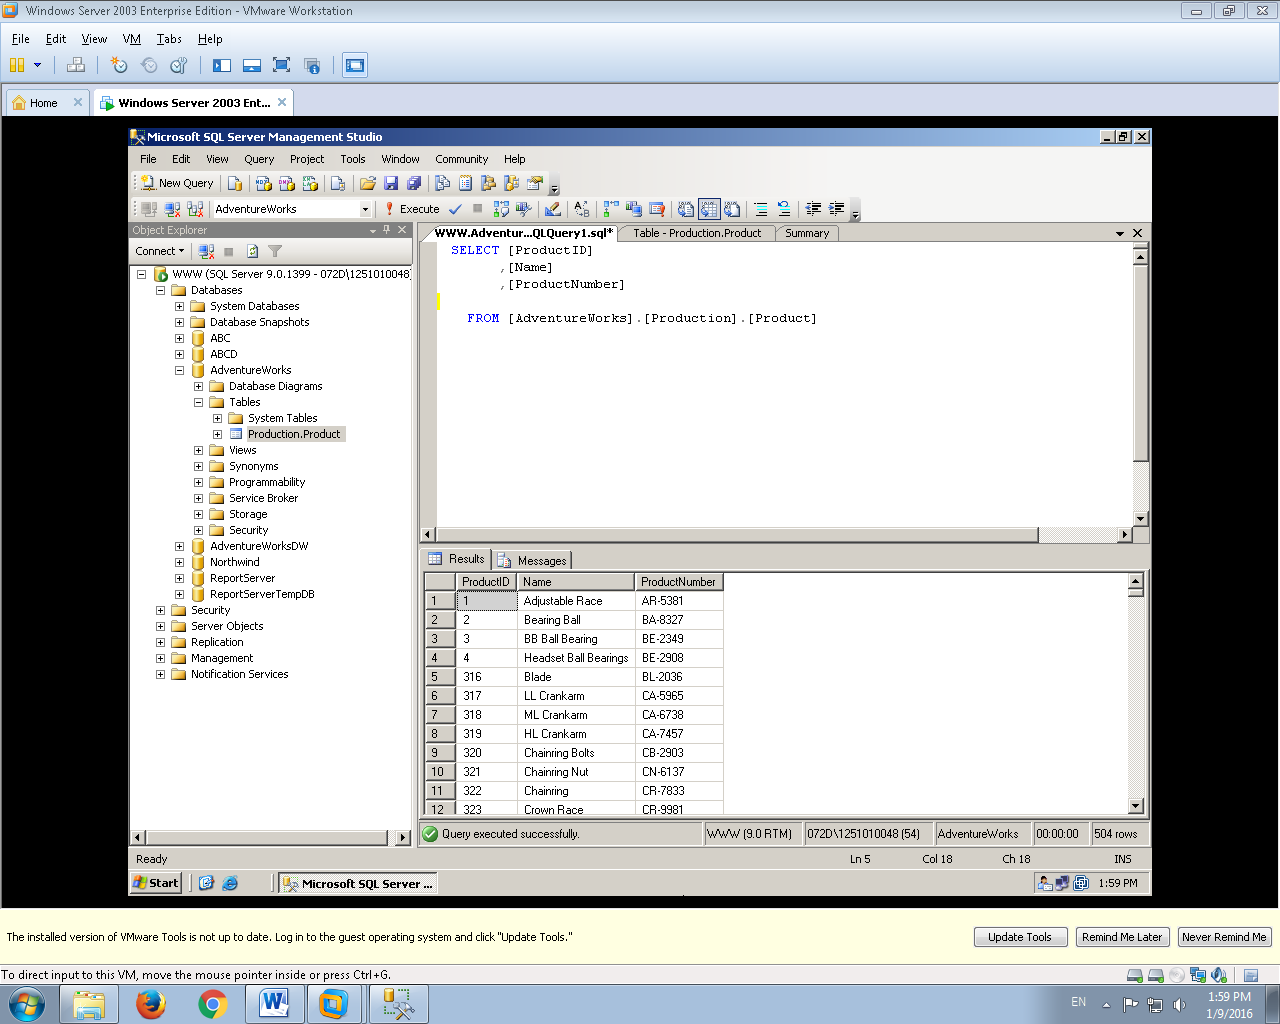 Windows Server 2003 Enterprise Edition - VMware Workstation
File Edit View VM Tabs Help
Home Windows Server 2003 Ent...
Microsoft SQL Server Management Studio
File Edit View Query Project Tools Window Community Help
New Query
AdventureWorks Execute
Object Explorer
Connect
WWW (SQL Server 9.0.1399 - 072D\1251010048)
Databases
System Databases
Database Snapshots
ABC
ABCD
AdventureWorks
Database Diagrams
Tables
System Tables
Production.Product
Views
Synonyms
Programmability
Service Broker
Storage
Security
AdventureWorksDW
Northwind
ReportServer
ReportServerTempDB
Security
Server Objects
Replication
Management
Notification Services
WWW.Adventur...QLQuery1.sql* Table - Production.Product Summary
SELECT [ProductID]
,[Name]
,[ProductNumber]
FROM [AdventureWorks].[Production].[Product]
Results Messages
ProductID Name ProductNumber
1 1 Adjustable Race AR-5381
2 2 Bearing Ball BA-8327
3 3 BB Ball Bearing BE-2349
4 4 Headset Ball Bearings BE-2908
5 316 Blade BL-2036
6 317 LL Crankarm CA-5965
7 318 ML Crankarm CA-6738
8 319 HL Crankarm CA-7457
9 320 Chainring Bolts CB-2903
10 321 Chainring Nut CN-6137
11 322 Chainring CR-7833
12 323 Crown Race CR-9981
Query executed successfully. WWW (9.0 RTM) 072D\1251010048 (54) AdventureWorks 00:00:00 504 rows
Ready Ln 5 Col 18 Ch 18 INS
Start Microsoft SQL Server ... 1:59 PM
The installed version of VMware Tools is not up to date. Log in to the guest operating system and click "Update Tools." Update Tools Remind Me Later Never Remind Me
To direct input to this VM, move the mouse pointer inside or press Ctrl+G.
EN 1:59 PM
1/9/2016